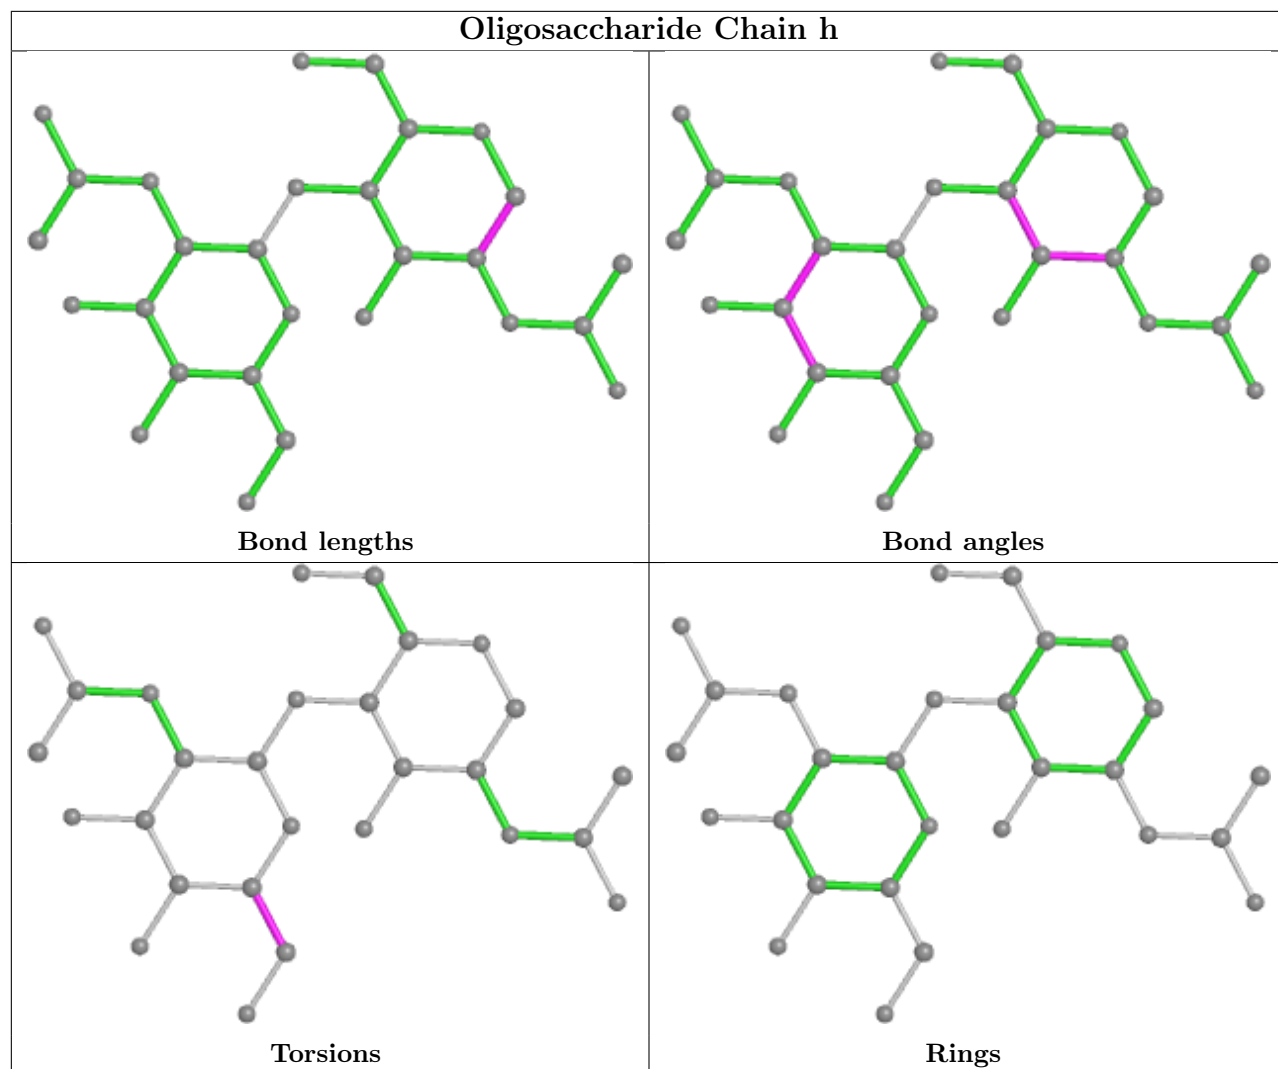 Oligosaccharide Chain h
Bond lengths
Bond angles
Torsions
Rings